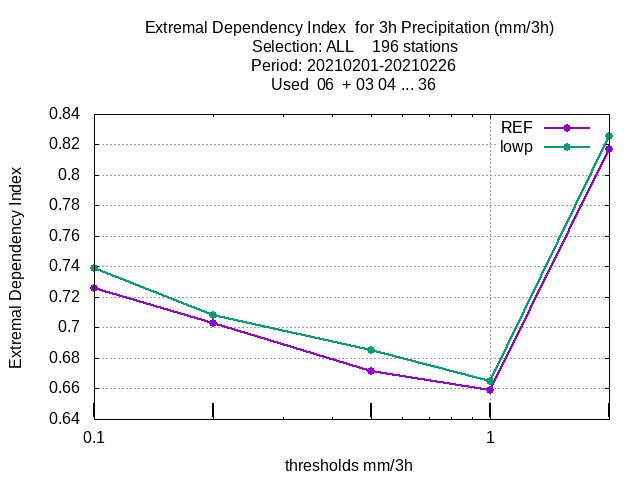 Extremal Dependency Index  for 3h Precipitation (mm/3h)
Selection: ALL    196 stations
Period: 20210201-20210226
Used  06  + 03 04 ... 36
0.84
0.82
0.8
0.78
0.76
0.74
0.72
0.7
0.68
0.66
0.64
Extremal Dependency Index
REF
lowp
0.1
1
thresholds mm/3h